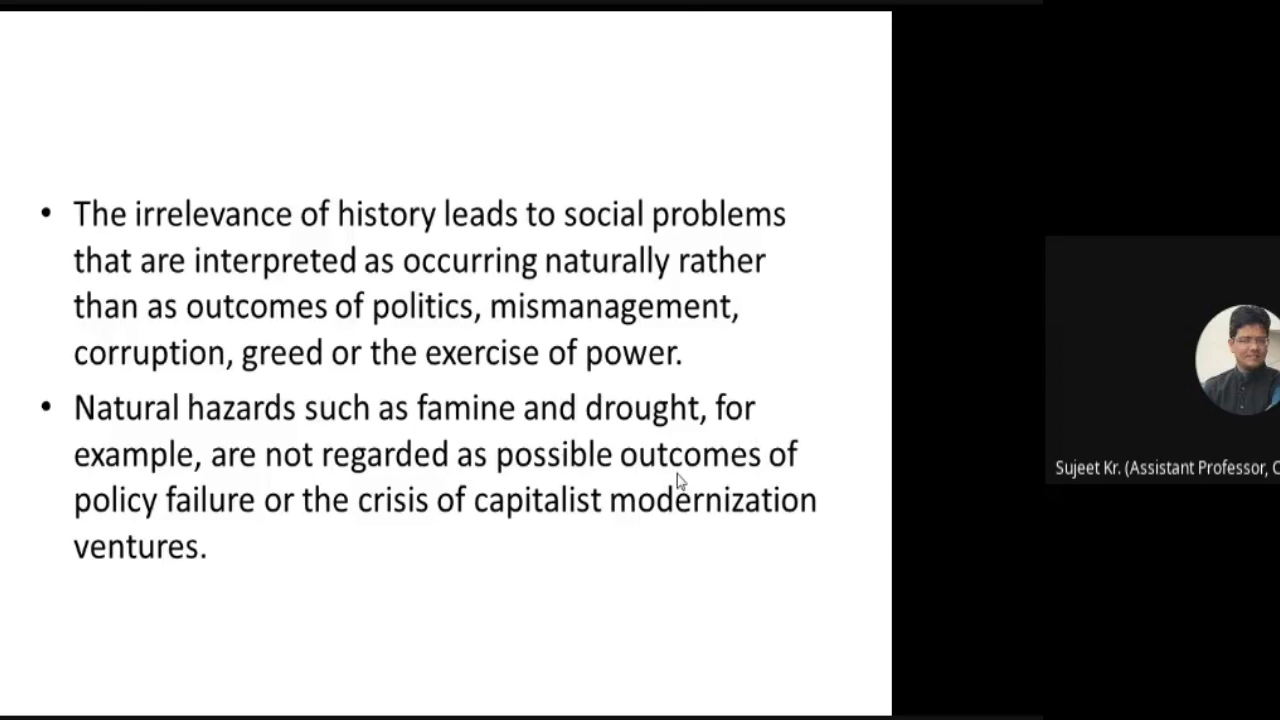 • The irrelevance of history leads to social problems
that are interpreted as occurring naturally rather
than as outcomes of politics, mismanagement,
corruption, greed or the exercise of power.
• Natural hazards such as famine and drought, for
example, are not regarded as possible outcomes of
policy failure or the crisis of capitalist modernization
ventures.
Sujeet Kr. (Assistant Professor,